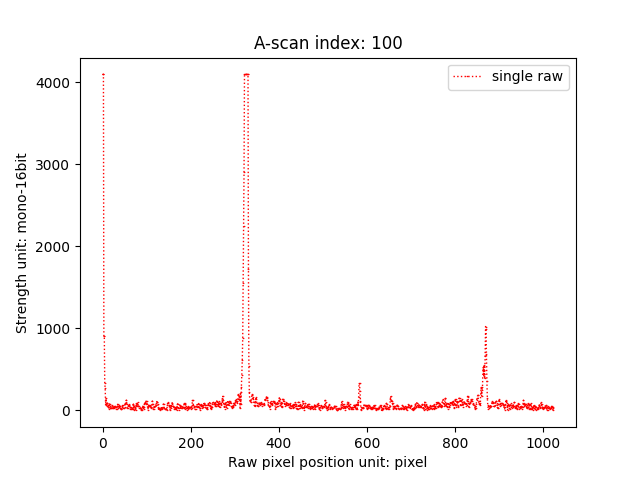 A-scan index: 100
single raw
4000
3000
2000
1000
0
Strength unit: mono-16bit
0 200 400 600 800 1000
Raw pixel position unit: pixel